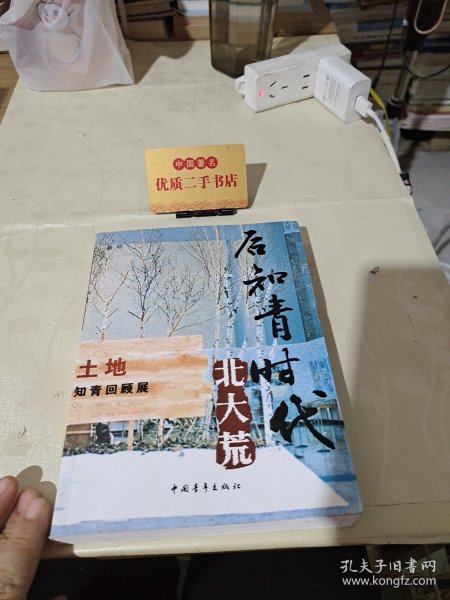 中国著名
优质二手书店
后知青时代
土地
知青回顾展
北大荒
中国青年出版社
孔夫子旧书网
www.kongfz.com